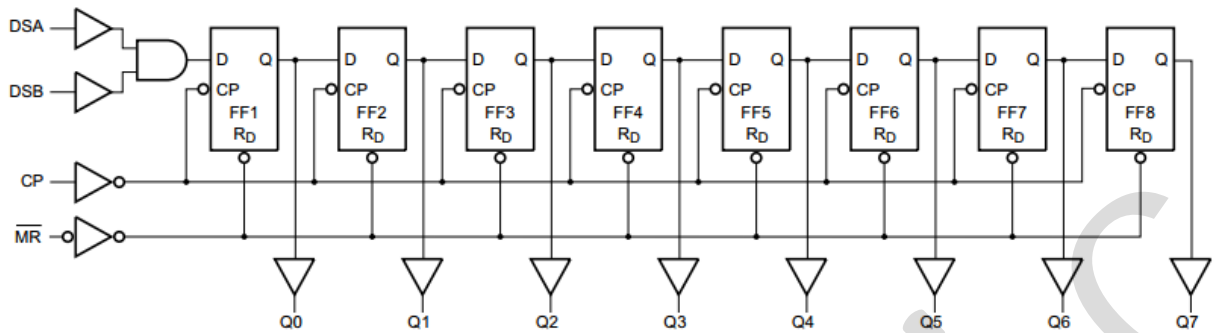 DSA
DSB
CP
M̅R̅
D Q
CP
FF1
RD
D Q
CP
FF2
RD
D Q
CP
FF3
RD
D Q
CP
FF4
RD
D Q
CP
FF5
RD
D Q
CP
FF6
RD
D Q
CP
FF7
RD
D Q
CP
FF8
RD
Q0 Q1 Q2 Q3 Q4 Q5 Q6 Q7